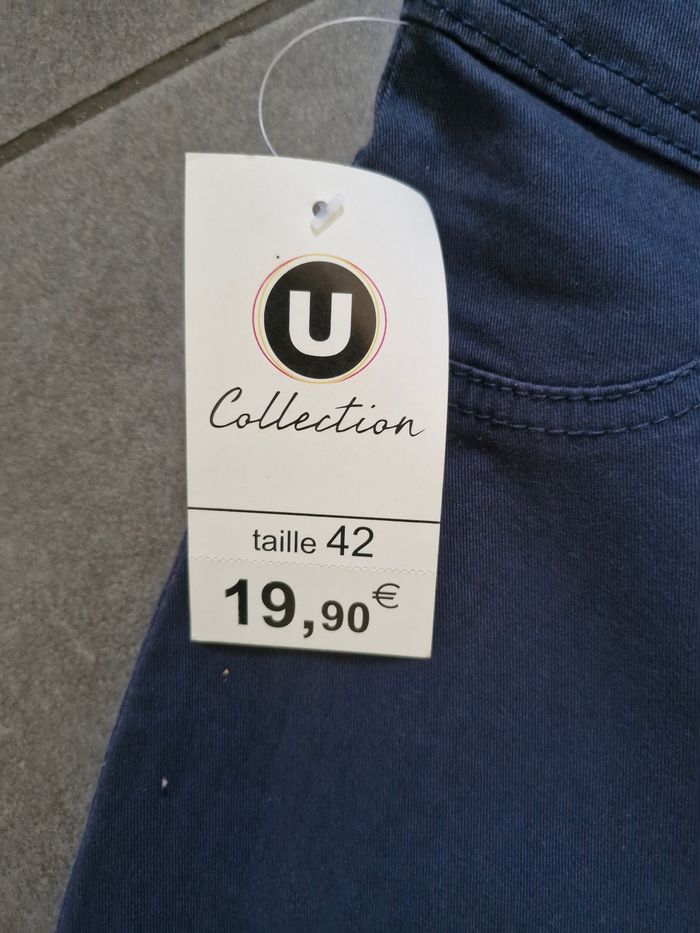 U
Collection
taille 42
19,90 €